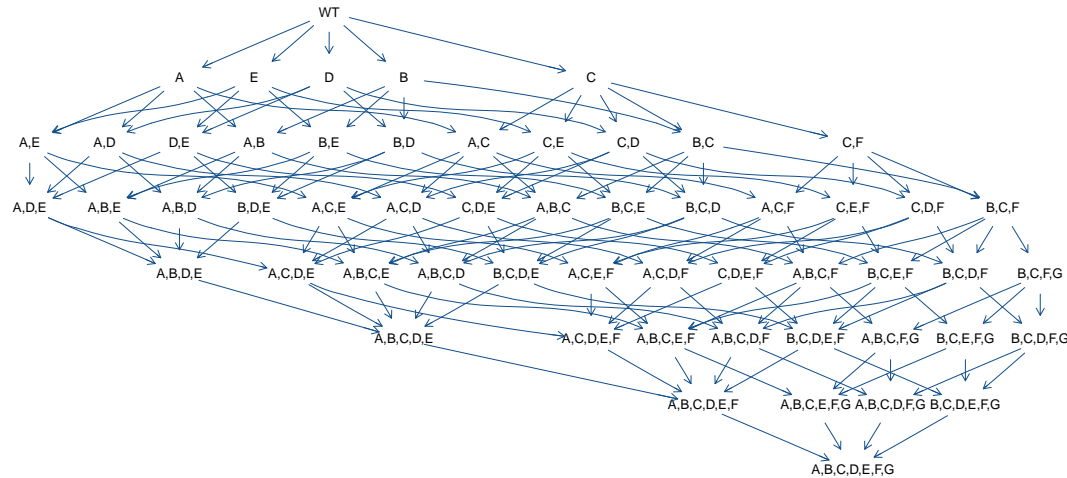 WT
A E D B C
A,E A,D D,E A,B B,E B,D A,C C,E C,D B,C C,F
A,D,E A,B,E A,B,D B,D,E A,C,E A,C,D C,D,E A,B,C B,C,E B,C,D A,C,F C,E,F C,D,F B,C,F
A,B,D,E A,C,D,E A,B,C,E A,B,C,D B,C,D,E A,C,E,F A,C,D,F C,D,E,F A,B,C,F B,C,E,F B,C,D,F B,C,F,G
A,B,C,D,E A,C,D,E,F A,B,C,E,F A,B,C,D,F B,C,D,E,F A,B,C,F,G B,C,E,F,G B,C,D,F,G
A,B,C,D,E,F A,B,C,E,F,G A,B,C,D,F,G B,C,D,E,F,G
A,B,C,D,E,F,G